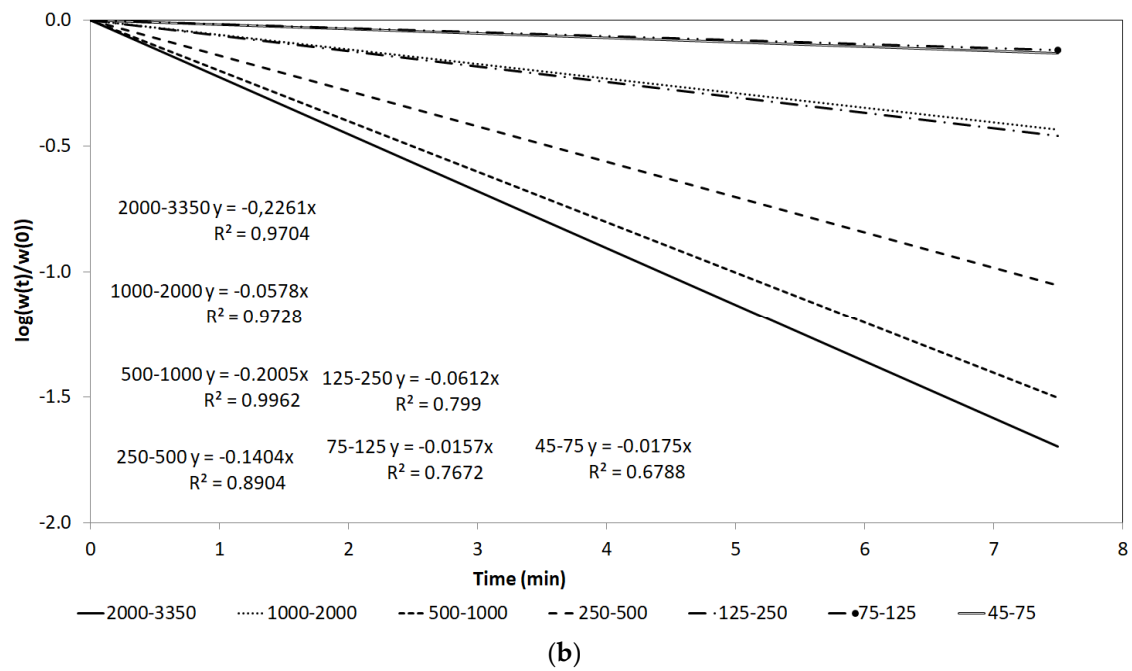 0.0
-0.5
-1.0
-1.5
-2.0
log(w(t)/w(0))
2000-3350 y = -0,2261x
R² = 0,9704
1000-2000 y = -0.0578x
R² = 0.9728
500-1000 y = -0.2005x
R² = 0.9962
125-250 y = -0.0612x
R² = 0.799
250-500 y = -0.1404x
R² = 0.8904
75-125 y = -0.0157x
R² = 0.7672
45-75 y = -0.0175x
R² = 0.6788
0 1 2 3 4 5 6 7 8
Time (min)
2000-3350 1000-2000 500-1000 250-500 125-250 75-125 45-75
(b)